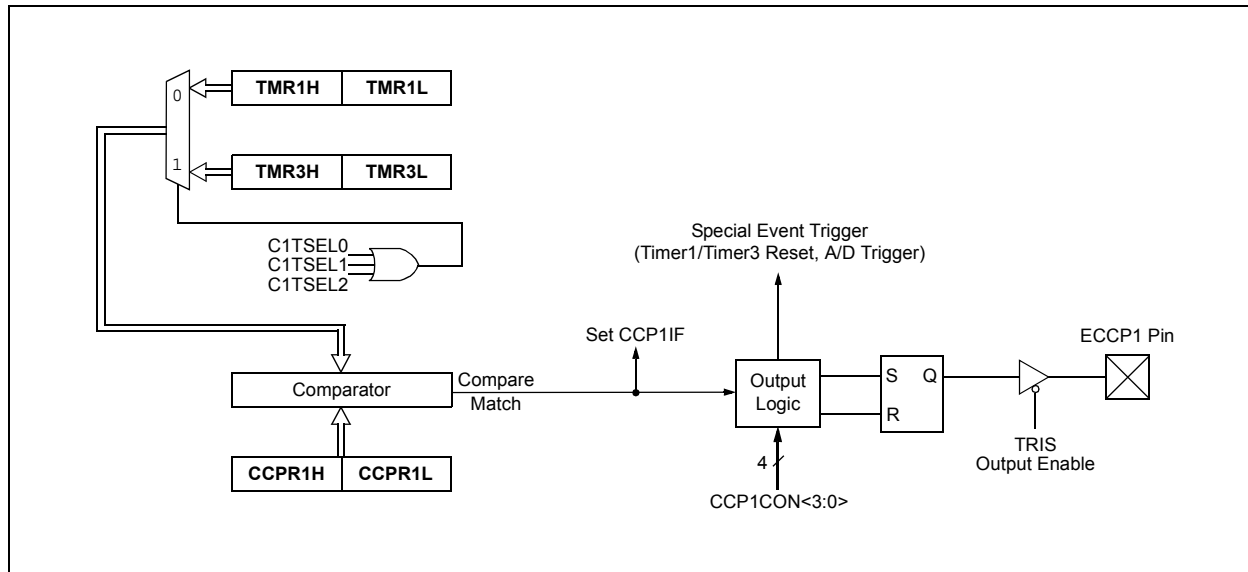 0
TMR1H TMR1L
1
TMR3H TMR3L
C1TSEL0
C1TSEL1
C1TSEL2
Special Event Trigger
(Timer1/Timer3 Reset, A/D Trigger)
Set CCP1IF
ECCP1 Pin
Comparator
Compare
Match
Output
Logic
S Q
R
TRIS
Output Enable
CCPR1H CCPR1L
4
CCP1CON<3:0>